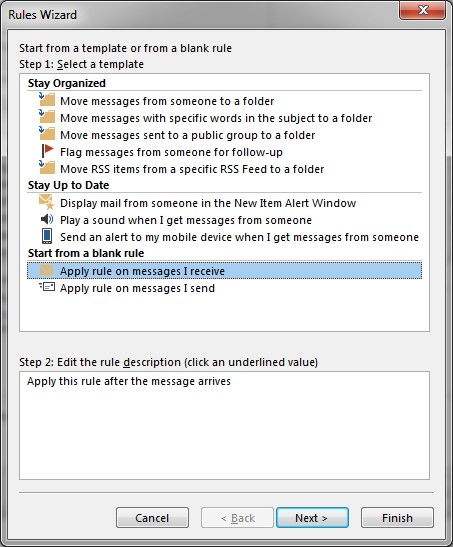 Rules Wizard
Start from a template or from a blank rule
Step 1: Select a template
Stay Organized
Move messages from someone to a folder
Move messages with specific words in the subject to a folder
Move messages sent to a public group to a folder
Flag messages from someone for follow-up
Move RSS items from a specific RSS Feed to a folder
Stay Up to Date
Display mail from someone in the New Item Alert Window
Play a sound when I get messages from someone
Send an alert to my mobile device when I get messages from someone
Start from a blank rule
Apply rule on messages I receive
Apply rule on messages I send
Step 2: Edit the rule description (click an underlined value)
Apply this rule after the message arrives
Cancel < Back Next > Finish